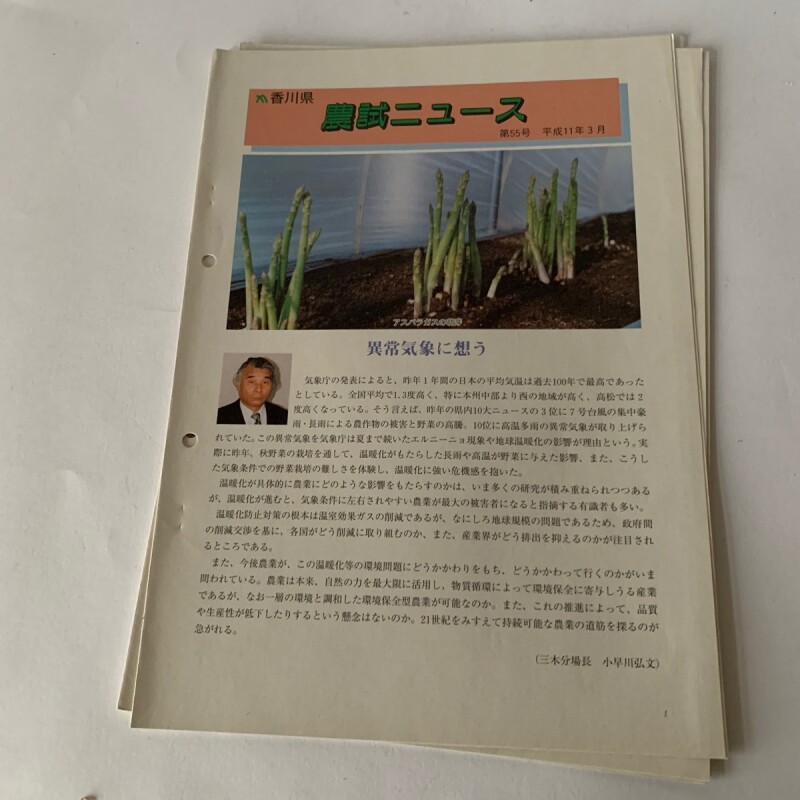 香川県
農試ニュース
第55号 平成11年3月
アスパラガスの萌芽
異常気象に想う
気象庁の発表によると、昨年1年間の日本の平均気温は過去100年で最高であった
としている。全国平均で1.3度高く、特に本州中部より西の地域が高く、高松では2
度高くなっている。そう言えば、昨年の県内10大ニュースの3位に7号台風の集中豪
雨・長雨による農作物の被害と野菜の高騰。10位に高温多雨の異常気象が取り上げら
れていた。この異常気象を気象庁は夏まで続いたエルニーニョ現象や地球温暖化の影響が理由という。実
際に昨年、秋野菜の栽培を通して、温暖化がもたらした長雨や高温が野菜に与えた影響、また、こうし
た気象条件での野菜栽培の難しさを体験し、温暖化に強い危機感を抱いた。
温暖化が具体的に農業にどのような影響をもたらすのかは、いま多くの研究が積み重ねられつつある
が、温暖化が進むと、気象条件に左右されやすい農業が最大の被害者になると指摘する有識者も多い。
温暖化防止対策の根本は温室効果ガスの削減であるが、なにしろ地球規模の問題であるため、政府間
の削減交渉を基に、各国がどう削減に取り組むのか、また、産業界がどう排出を抑えるのかが注目され
るところである。
また、今後農業が、この温暖化等の環境問題にどうかかわりをもち、どうかかわって行くのかがいま
問われている。農業は本来、自然の力を最大限に活用し、物質循環によって環境保全に寄与しうる産業
であるが、なお一層の環境と調和した環境保全型農業が可能なのか。また、これの推進によって、品質
や生産性が低下したりするという懸念はないのか。21世紀をみすえて持続可能な農業の道筋を探るのが
急がれる。
(三木分場長 小早川弘文)
1